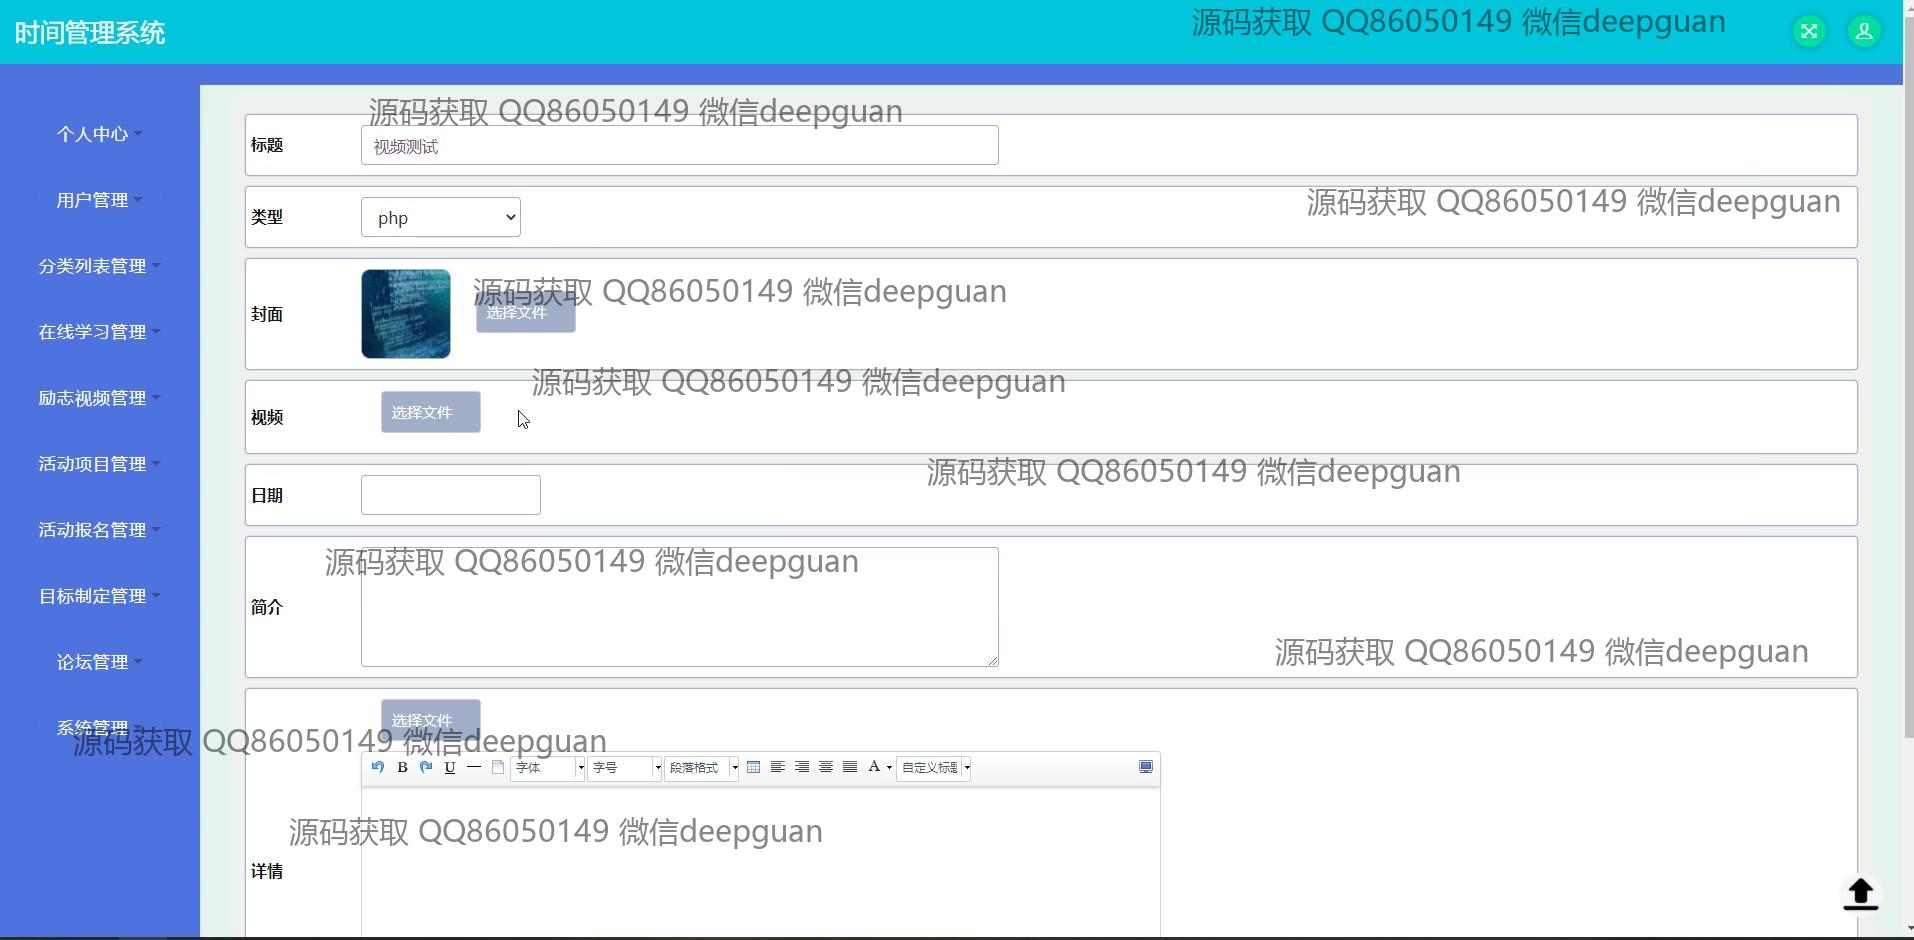 时间管理系统
源码获取 QQ86050149 微信deepguan
源码获取 QQ86050149 微信deepguan
个人中心
标题
视频测试
用户管理
类型
php
源码获取 QQ86050149 微信deepguan
分类列表管理
源码获取 QQ86050149 微信deepguan
封面
选择文件
在线学习管理
源码获取 QQ86050149 微信deepguan
励志视频管理
视频
选择文件
活动项目管理
源码获取 QQ86050149 微信deepguan
日期
活动报名管理
源码获取 QQ86050149 微信deepguan
目标制定管理
简介
论坛管理
源码获取 QQ86050149 微信deepguan
系统管理
选择文件
源码获取 QQ86050149 微信deepguan
B U 字体 字号 段落格式 A 自定义标题
源码获取 QQ86050149 微信deepguan
详情